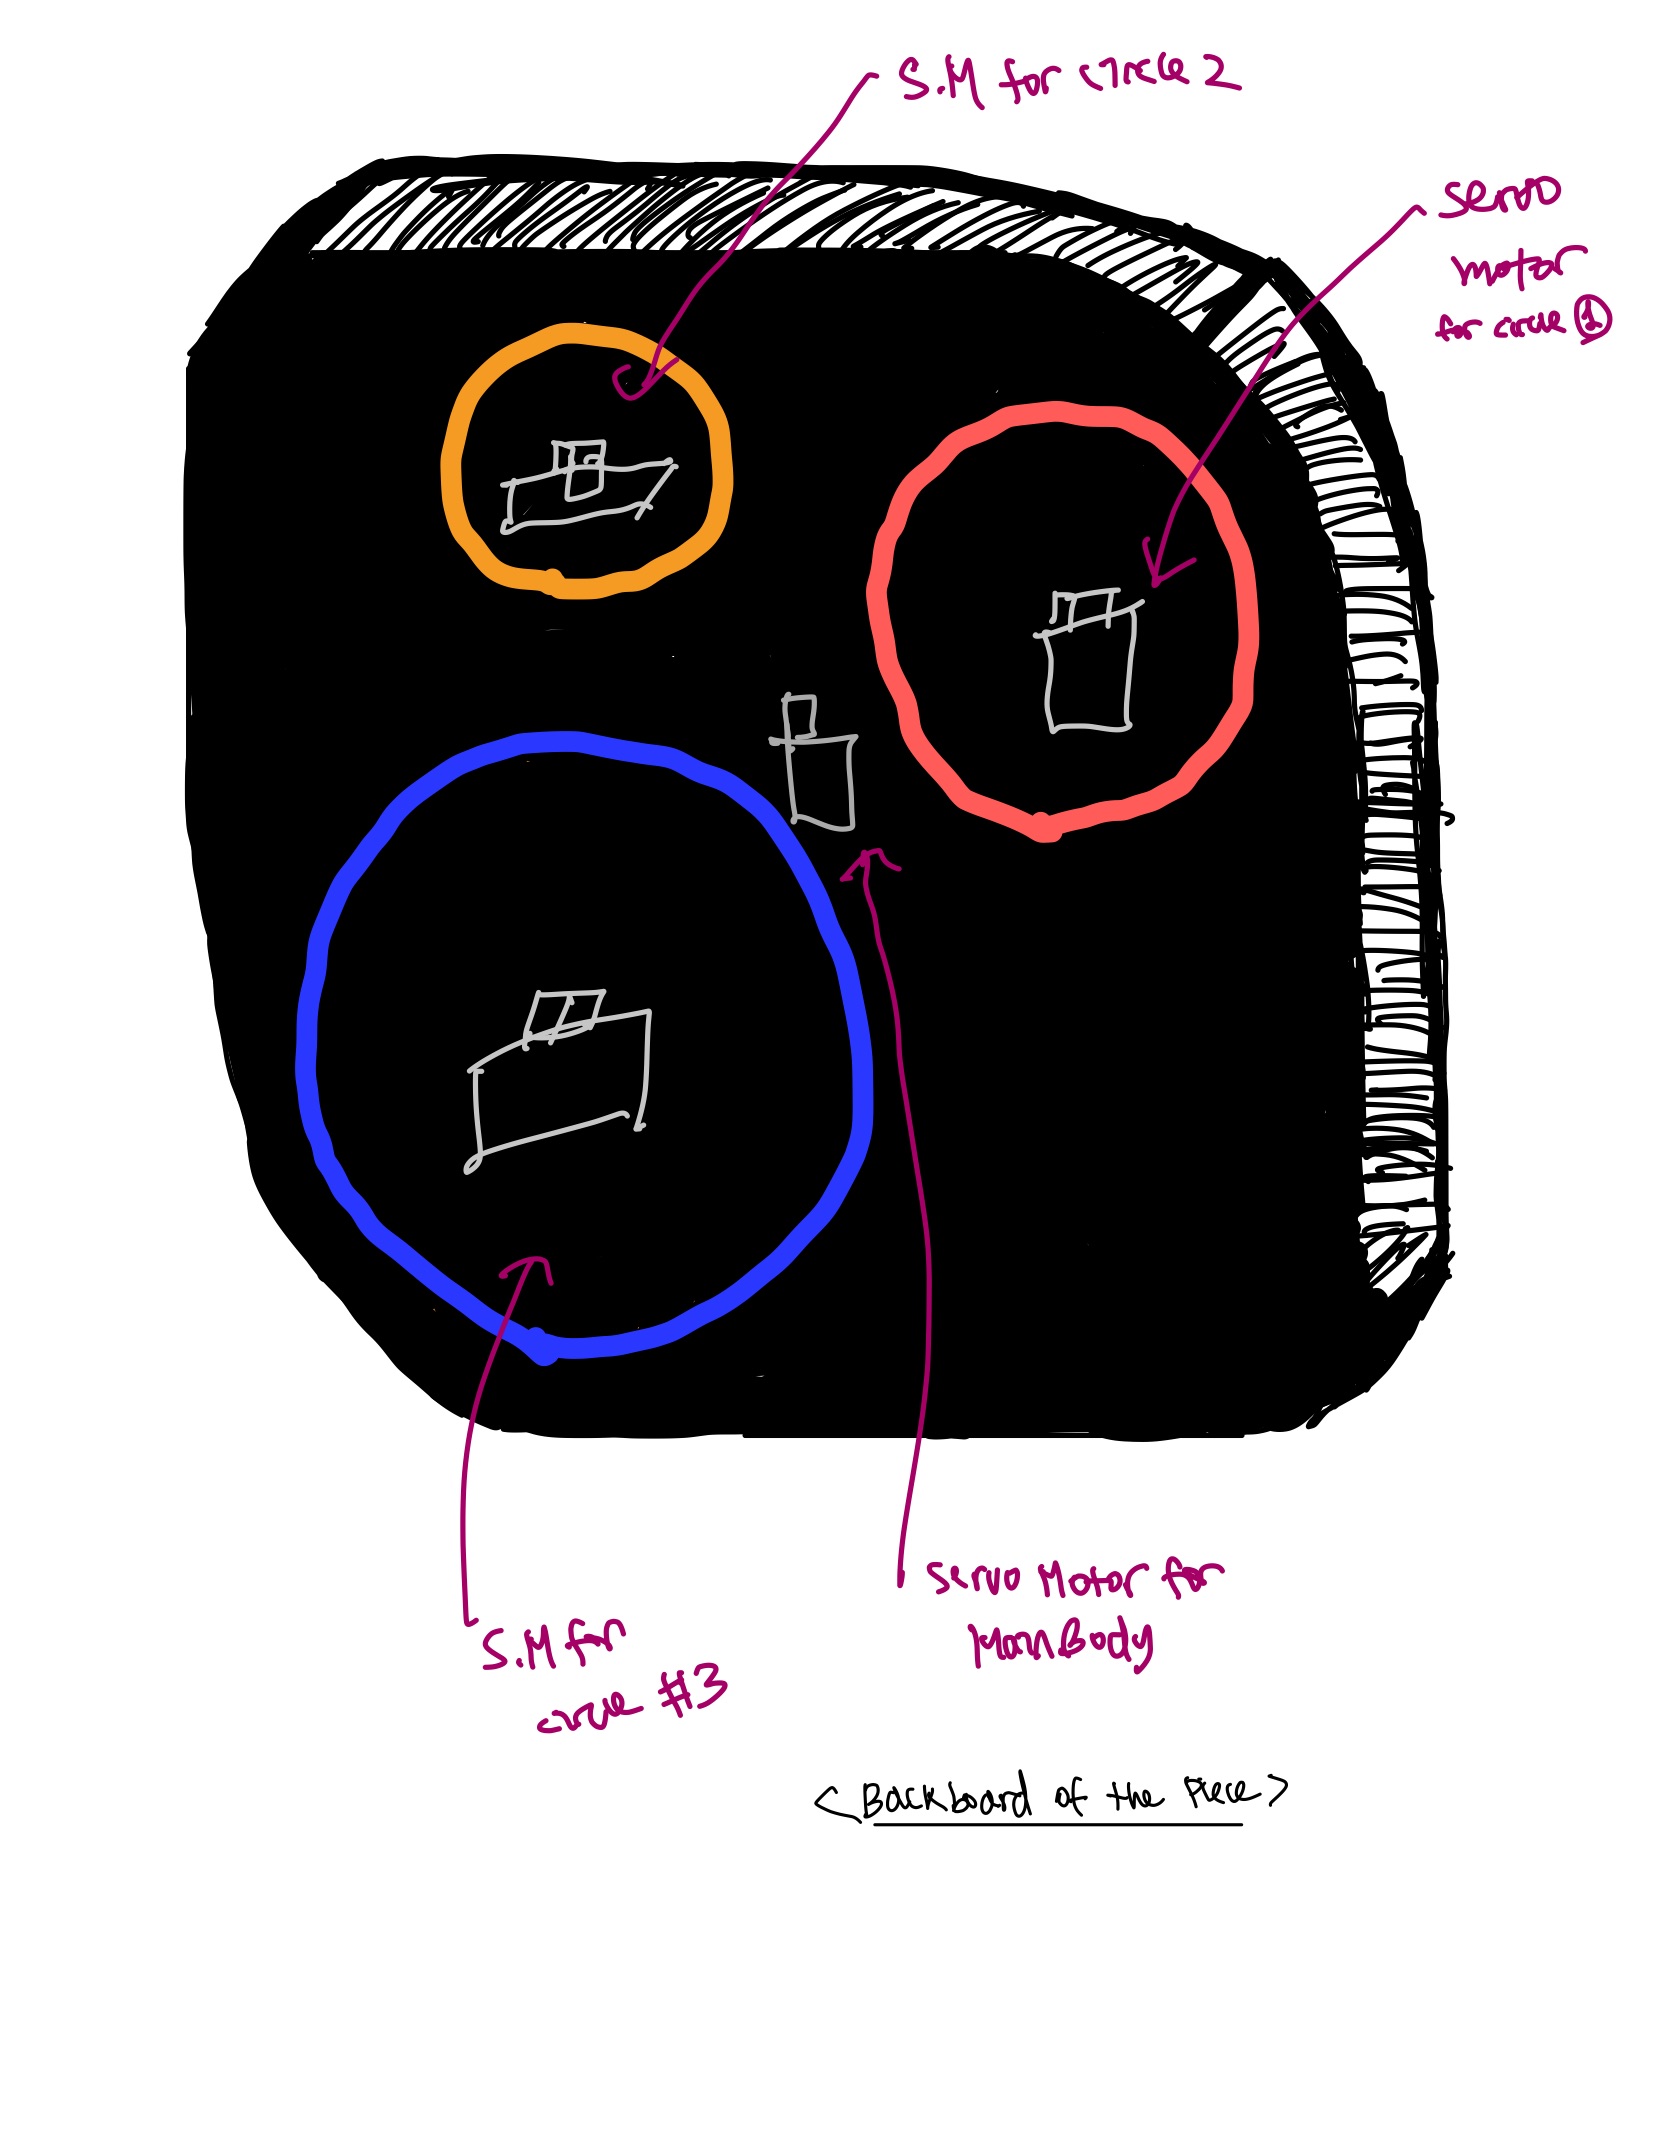 S.M for circle 2
servo
motor
for circle ①
servo Motor for
Main Body
S.M for
circle #3
<Backboard of the Piece>